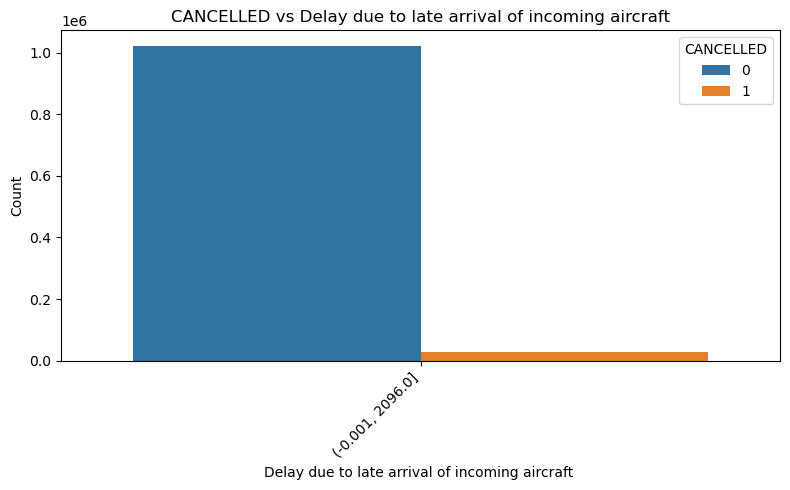 CANCELLED vs Delay due to late arrival of incoming aircraft
1e6
CANCELLED
0
1
1.0
0.8
0.6
0.4
0.2
0.0
Count
(-0.001, 2096.0]
Delay due to late arrival of incoming aircraft